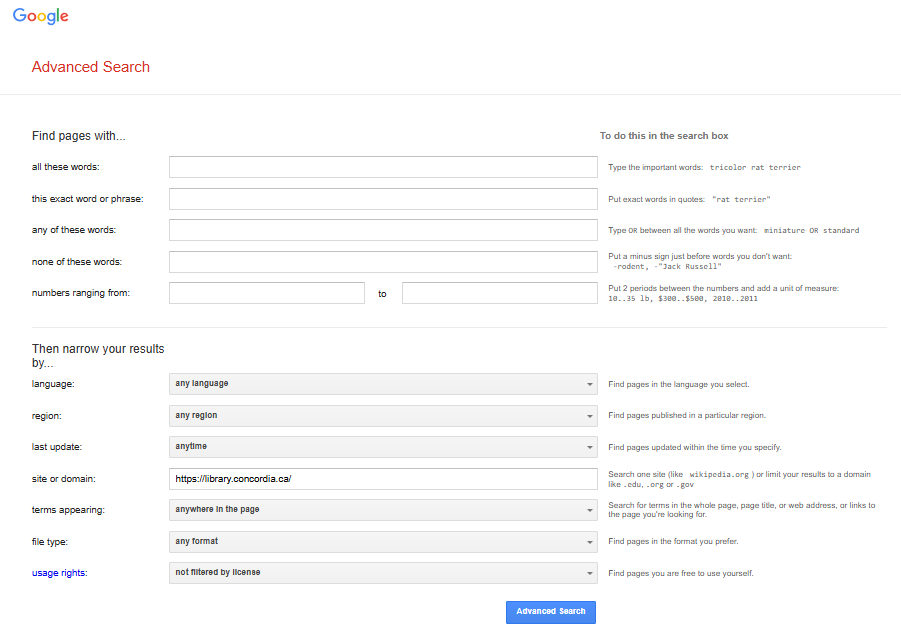 Google
Advanced Search
Find pages with...
To do this in the search box
all these words:
Type the important words: tricolor rat terrier
this exact word or phrase:
Put exact words in quotes: "rat terrier"
any of these words:
Type OR between all the words you want: miniature OR standard
none of these words:
Put a minus sign just before words you don't want:
-rodent, -"Jack Russell"
numbers ranging from:
to
Put 2 periods between the numbers and add a unit of measure:
10..35 lb, $300..$500, 2010..2011
Then narrow your results
by...
language:
any language
Find pages in the language you select.
region:
any region
Find pages published in a particular region.
last update:
anytime
Find pages updated within the time you specify.
site or domain:
https://library.concordia.ca/
Search one site (like wikipedia.org ) or limit your results to a domain
like .edu, .org or .gov
terms appearing:
anywhere in the page
Search for terms in the whole page, page title, or web address, or links to
the page you're looking for.
file type:
any format
Find pages in the format you prefer.
usage rights:
not filtered by license
Find pages you are free to use yourself.
Advanced Search